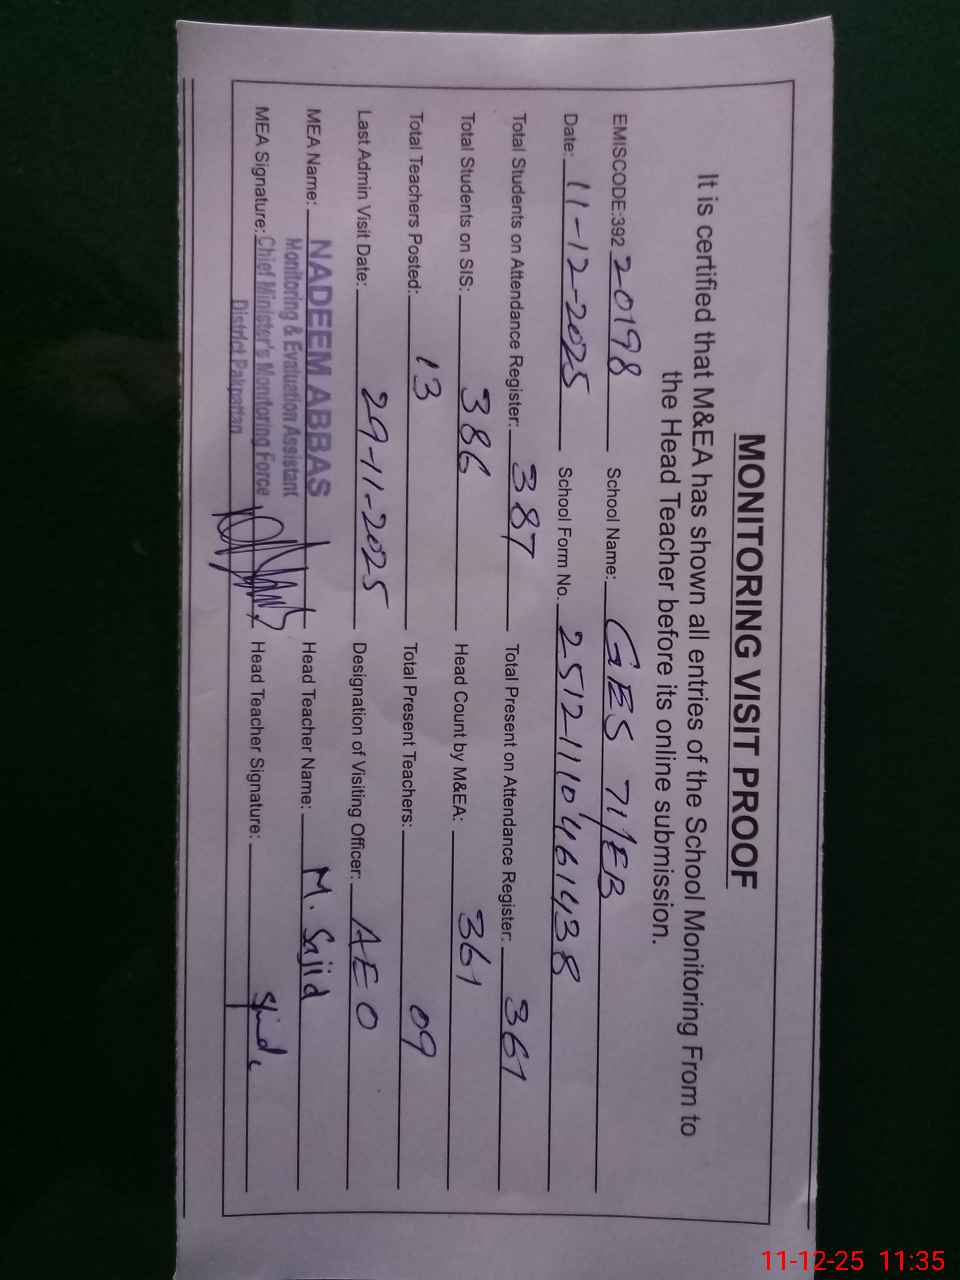 MONITORING VISIT PROOF
It is certified that M&EA has shown all entries of the School Monitoring From to
the Head Teacher before its online submission.
EMISCODE:392 20198 School Name: GES 71/EB
Date: 11-12-2025 School Form No. 2512110461438
Total Students on Attendance Register: 387 Total Present on Attendance Register: 361
Total Students on SIS: 386 Head Count by M&EA: 361
Total Teachers Posted: 13 Total Present Teachers: 09
Last Admin Visit Date: 29-11-2025 Designation of Visiting Officer: AEO
MEA Name: NADEEM ABBAS Head Teacher Name: M. Sajid
Monitoring & Evaluation Assistant
MEA Signature: Chief Minister's Monitoring Force Head Teacher Signature:
District Pakpattan
11-12-25 11:35